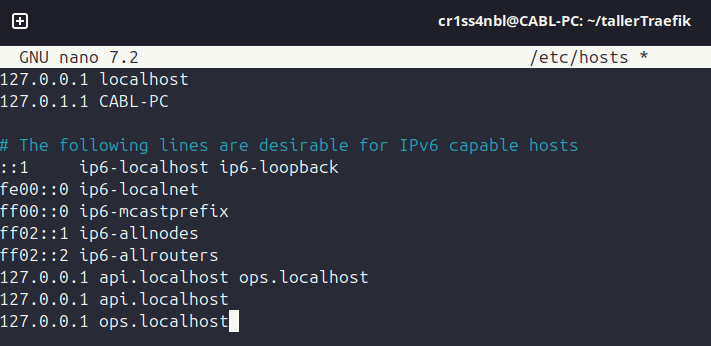 cr1ss4nbl@CABL-PC: ~/tallerTraefik
GNU nano 7.2 /etc/hosts *
127.0.0.1 localhost
127.0.1.1 CABL-PC
# The following lines are desirable for IPv6 capable hosts
::1     ip6-localhost ip6-loopback
fe00::0 ip6-localnet
ff00::0 ip6-mcastprefix
ff02::1 ip6-allnodes
ff02::2 ip6-allrouters
127.0.0.1 api.localhost ops.localhost
127.0.0.1 api.localhost
127.0.0.1 ops.localhost